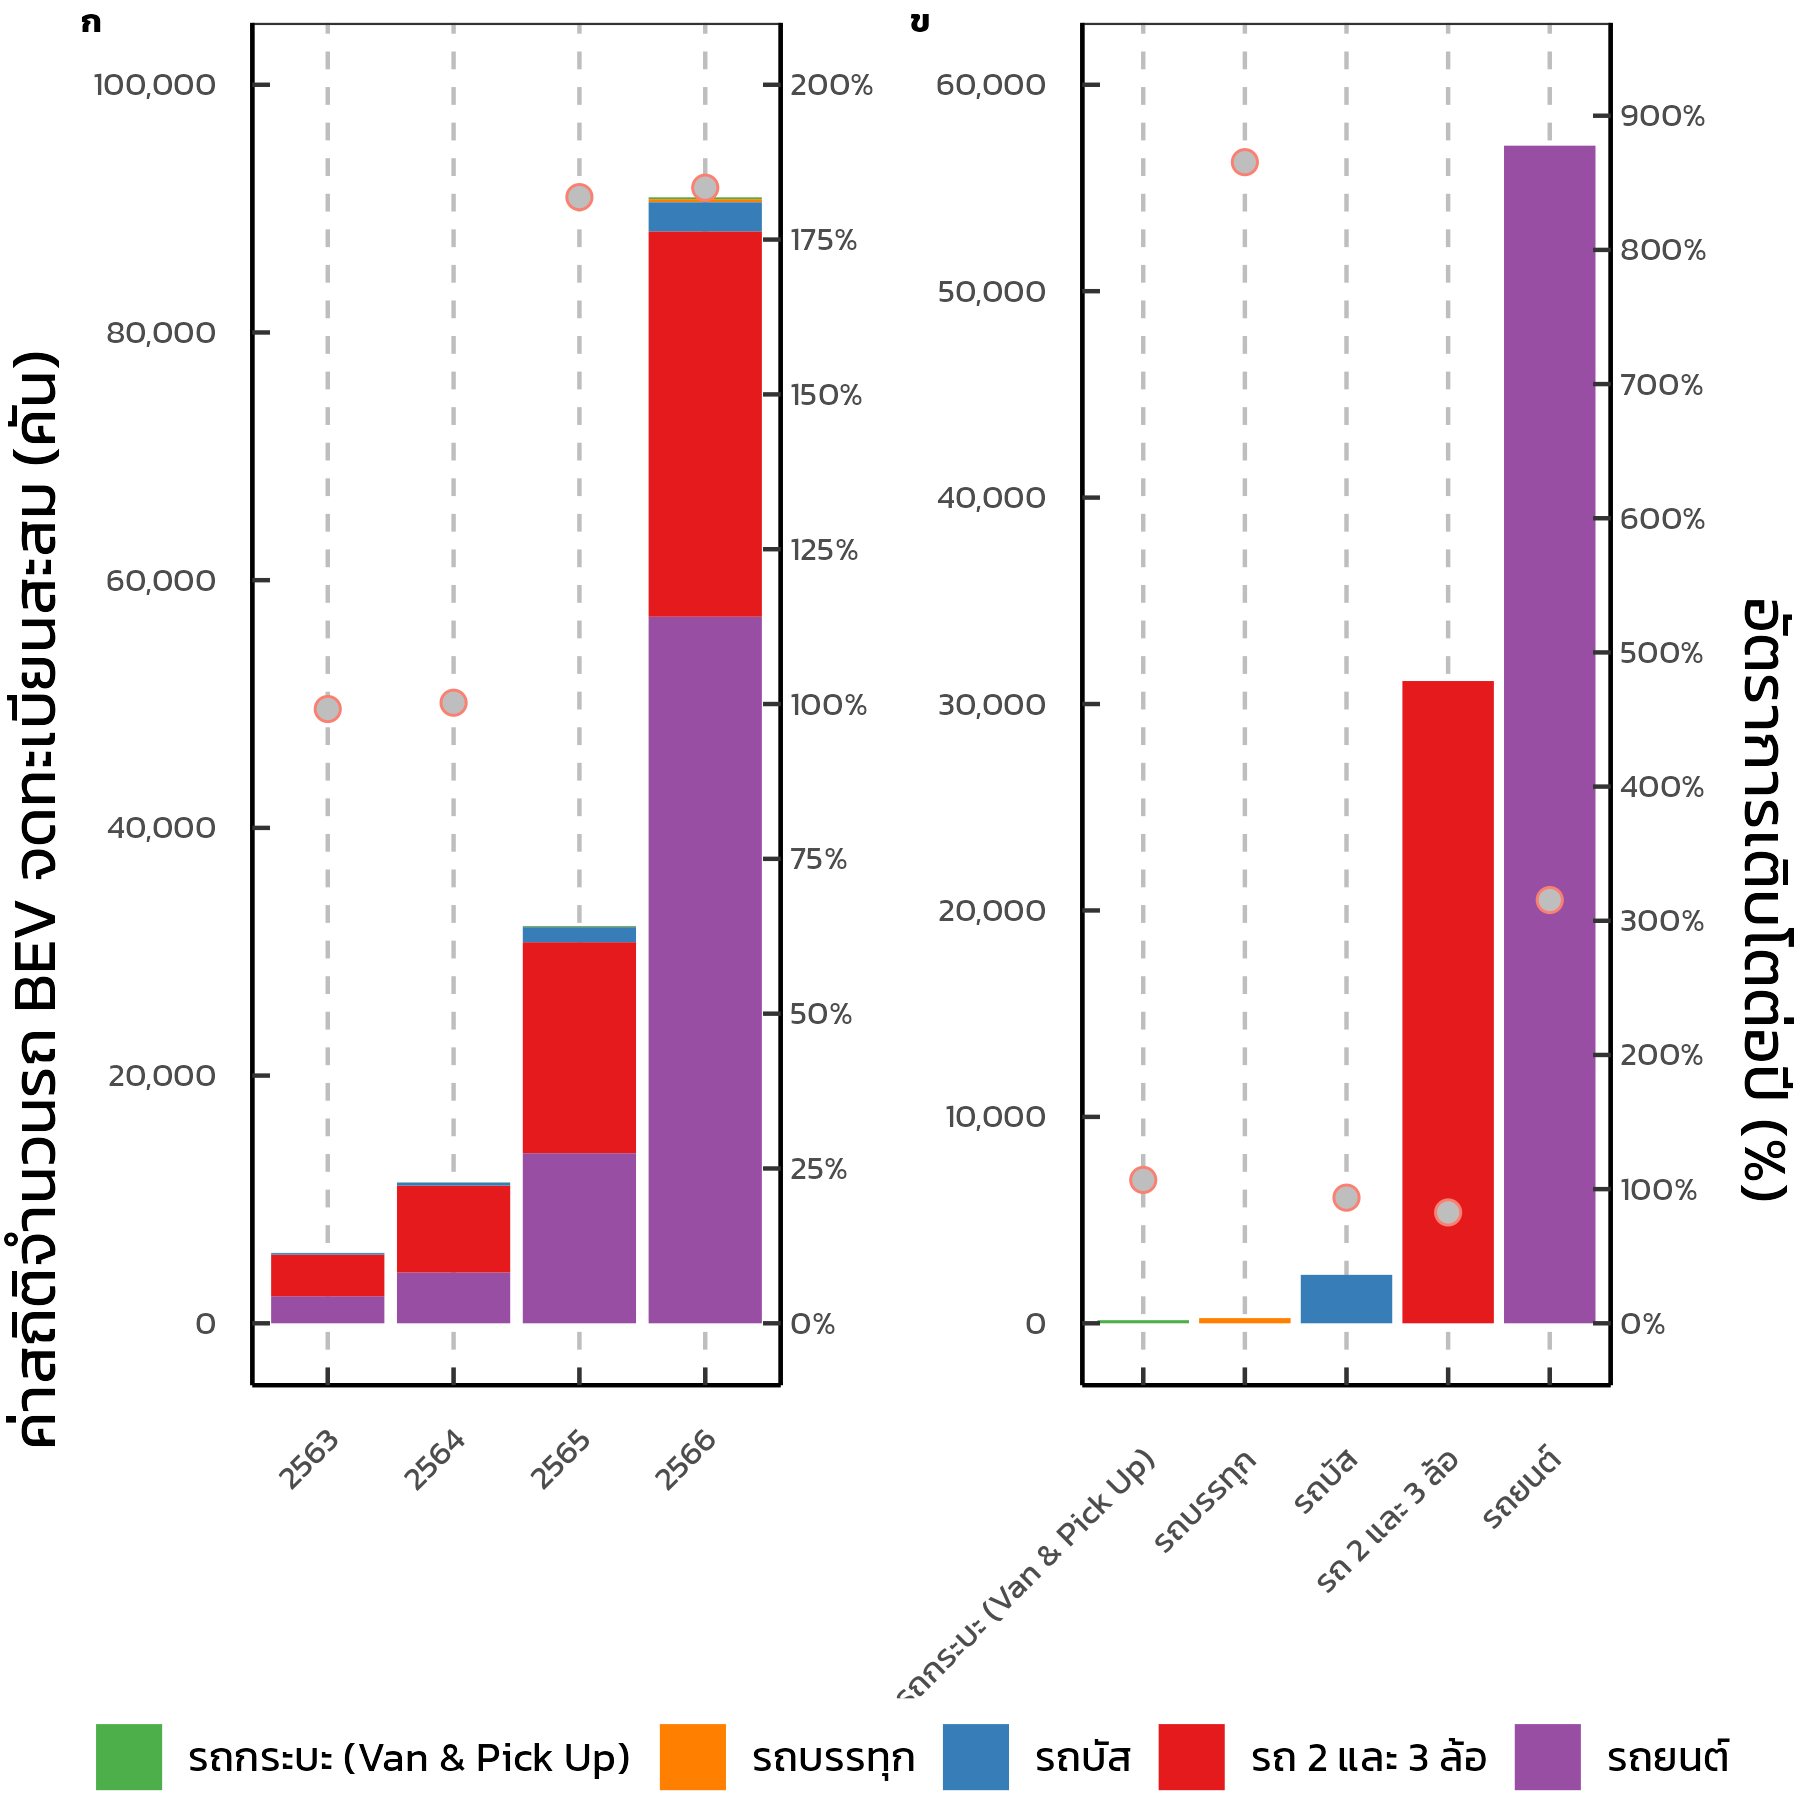 ก
ค่าสถิติจำนวนรถ BEV จดทะเบียนสะสม (คัน)
100,000
80,000
60,000
40,000
20,000
0
200%
175%
150%
125%
100%
75%
50%
25%
0%
2563
2564
2565
2566
ข
60,000
50,000
40,000
30,000
20,000
10,000
0
900%
800%
700%
600%
500%
400%
300%
200%
100%
0%
อัตราการเติบโตต่อปี (%)
รถกระบะ (Van & Pick Up)
รถบรรทุก
รถบัส
รถ 2 และ 3 ล้อ
รถยนต์
รถกระบะ (Van & Pick Up)
รถบรรทุก
รถบัส
รถ 2 และ 3 ล้อ
รถยนต์